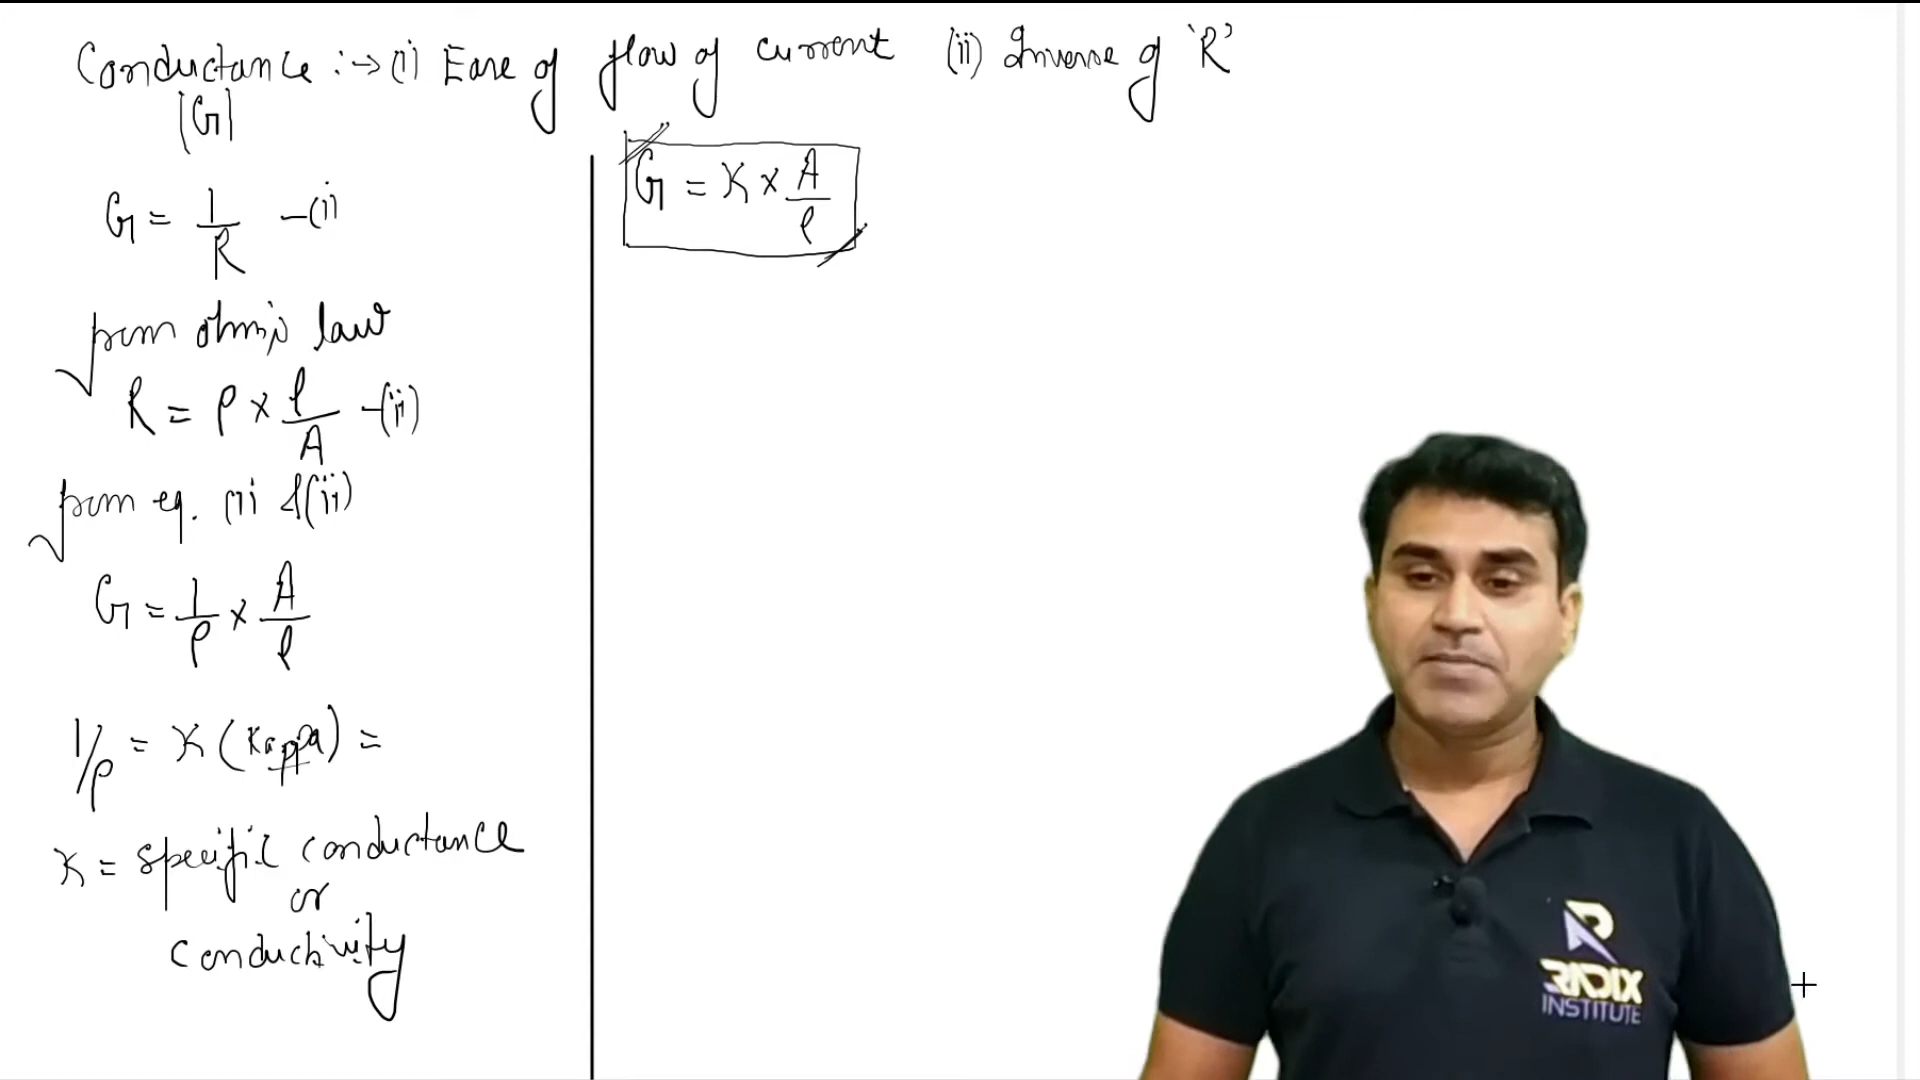 Conductance :→ (i) Ease of flow of current (ii) Inverse of 'R'
[G]
G = 1/R –(i)
from ohm's law
R = ρ × l/A –(ii)
from eq. (i) & (ii)
G = 1/ρ × A/l
1/ρ = K (Kappa) =
K = specific conductance
or
conductivity
G = K × A/l
RADIX
INSTITUTE